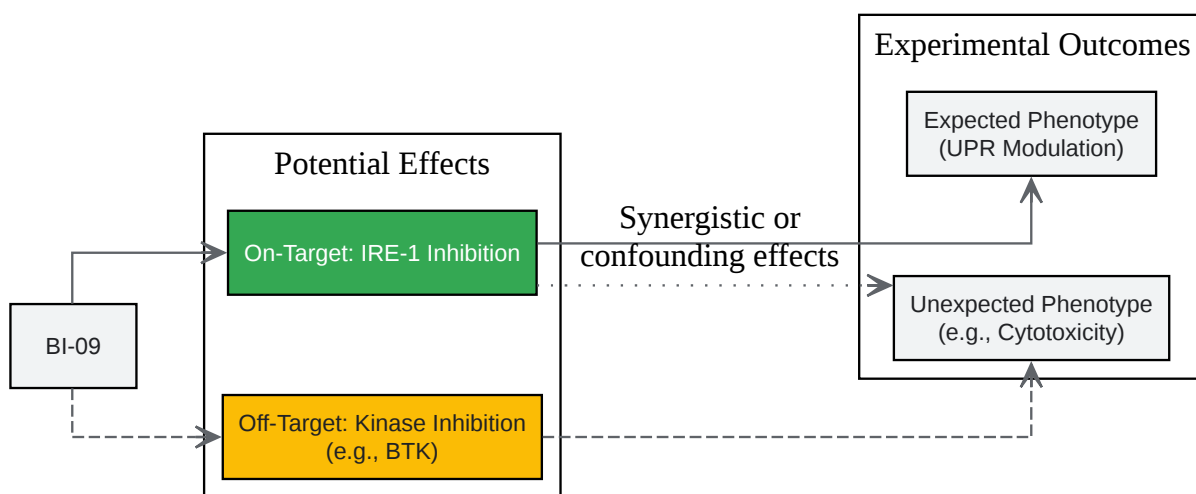 Experimental Outcomes
Expected Phenotype
(UPR Modulation)
Potential Effects
Synergistic or
confounding effects
On-Target: IRE-1 Inhibition
Unexpected Phenotype
(e.g., Cytotoxicity)
BI-09
Off-Target: Kinase Inhibition
(e.g., BTK)